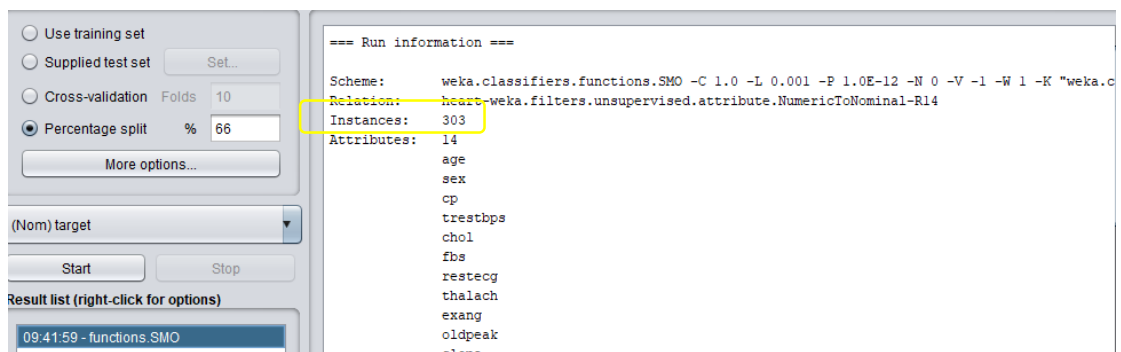 Use training set
Supplied test set Set...
Cross-validation Folds 10
Percentage split % 66
More options...
(Nom) target
Start Stop
Result list (right-click for options)
09:41:59 - functions.SMO
=== Run information ===
Scheme: weka.classifiers.functions.SMO -C 1.0 -L 0.001 -P 1.0E-12 -N 0 -V -1 -W 1 -K "weka.c
Relation: heart-weka.filters.unsupervised.attribute.NumericToNominal-R14
Instances: 303
Attributes: 14
age
sex
cp
trestbps
chol
fbs
restecg
thalach
exang
oldpeak